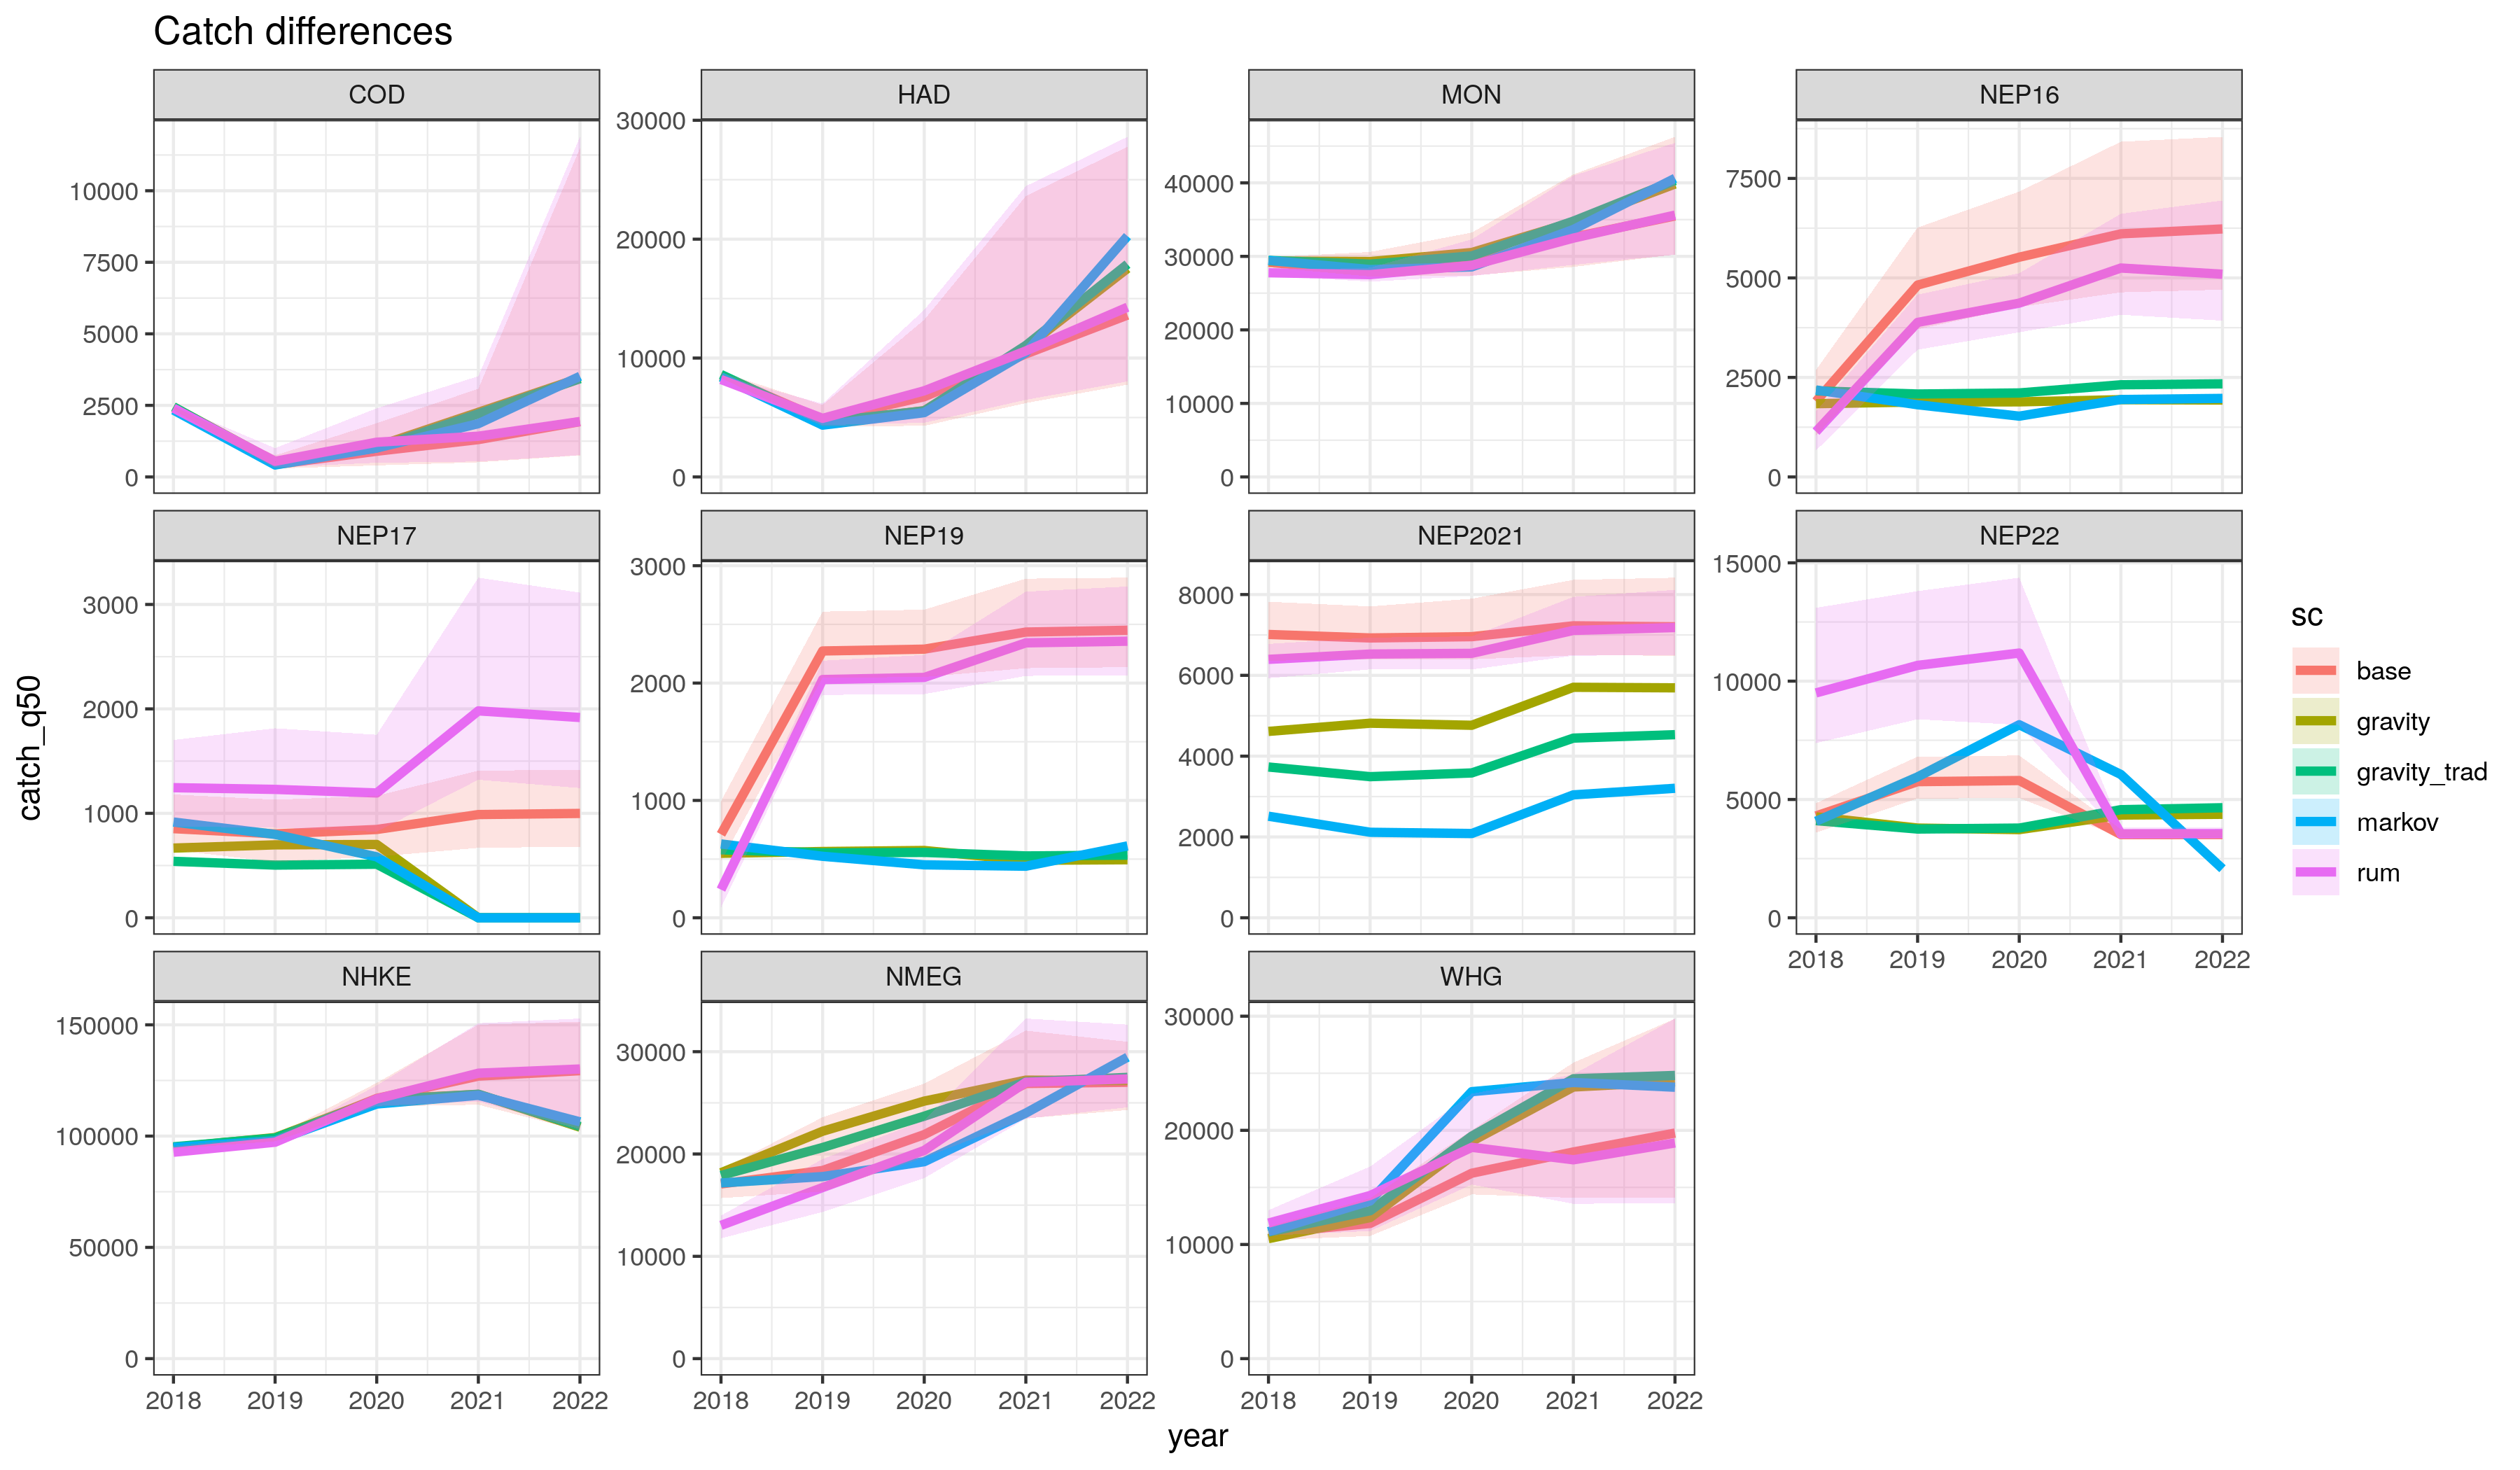 Catch differences
COD
HAD
MON
NEP16
10000
7500
5000
2500
0
30000
20000
10000
0
40000
30000
20000
10000
0
7500
5000
2500
0
NEP17
NEP19
NEP2021
NEP22
3000
2000
1000
0
3000
2000
1000
0
8000
6000
4000
2000
0
15000
10000
5000
0
2018 2019 2020 2021 2022
NHKE
NMEG
WHG
150000
100000
50000
0
30000
20000
10000
0
30000
20000
10000
0
2018 2019 2020 2021 2022
2018 2019 2020 2021 2022
2018 2019 2020 2021 2022
year
catch_q50
sc
base
gravity
gravity_trad
markov
rum